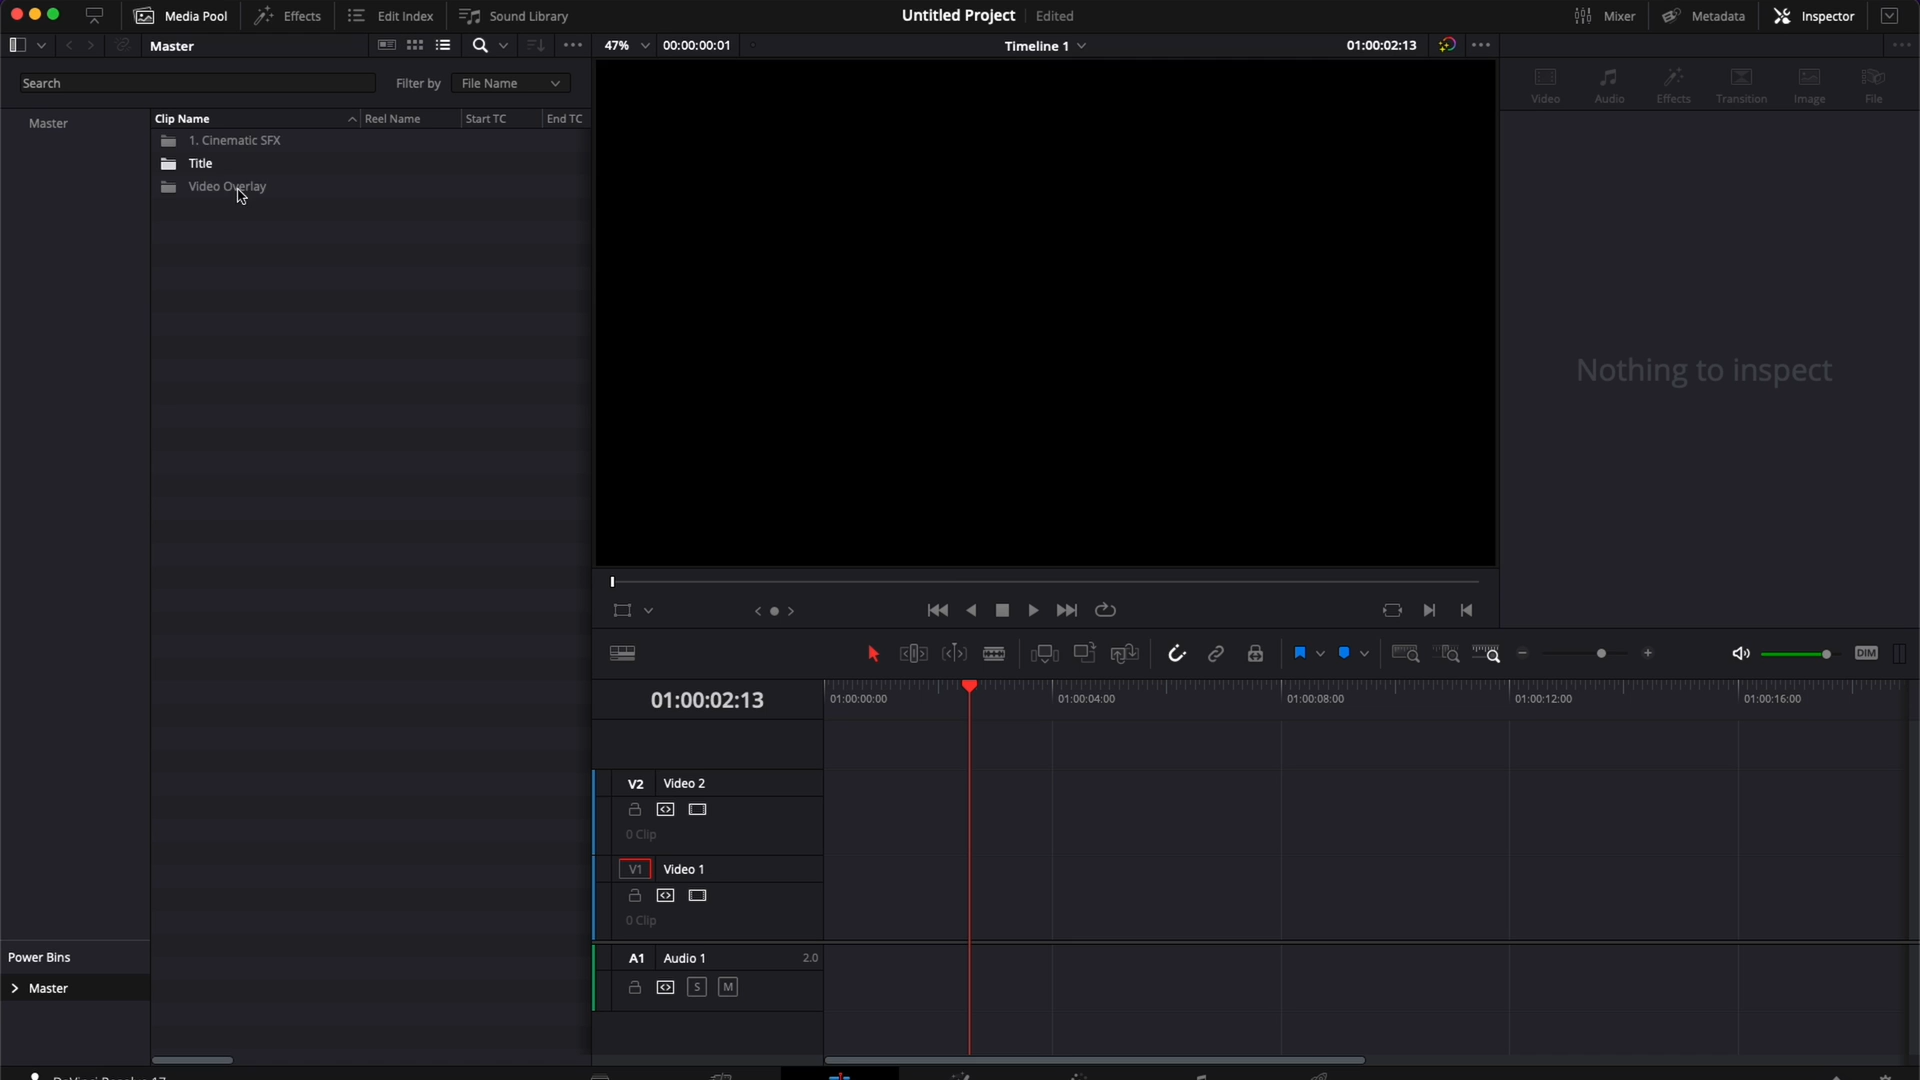 Media Pool Effects Edit Index Sound Library Untitled Project Edited Mixer Metadata Inspector
Master 47% 00:00:00:01 Timeline 1 01:00:02:13
Search Filter by File Name
Video Audio Effects Transition Image File
Master Clip Name Reel Name Start TC End TC
1. Cinematic SFX
Title
Video Overlay
Nothing to inspect
DIM
01:00:02:13 01:00:00:00 01:00:04:00 01:00:08:00 01:00:12:00 01:00:16:00
V2 Video 2
0 Clip
V1 Video 1
0 Clip
Power Bins
A1 Audio 1 2.0
Master
S M